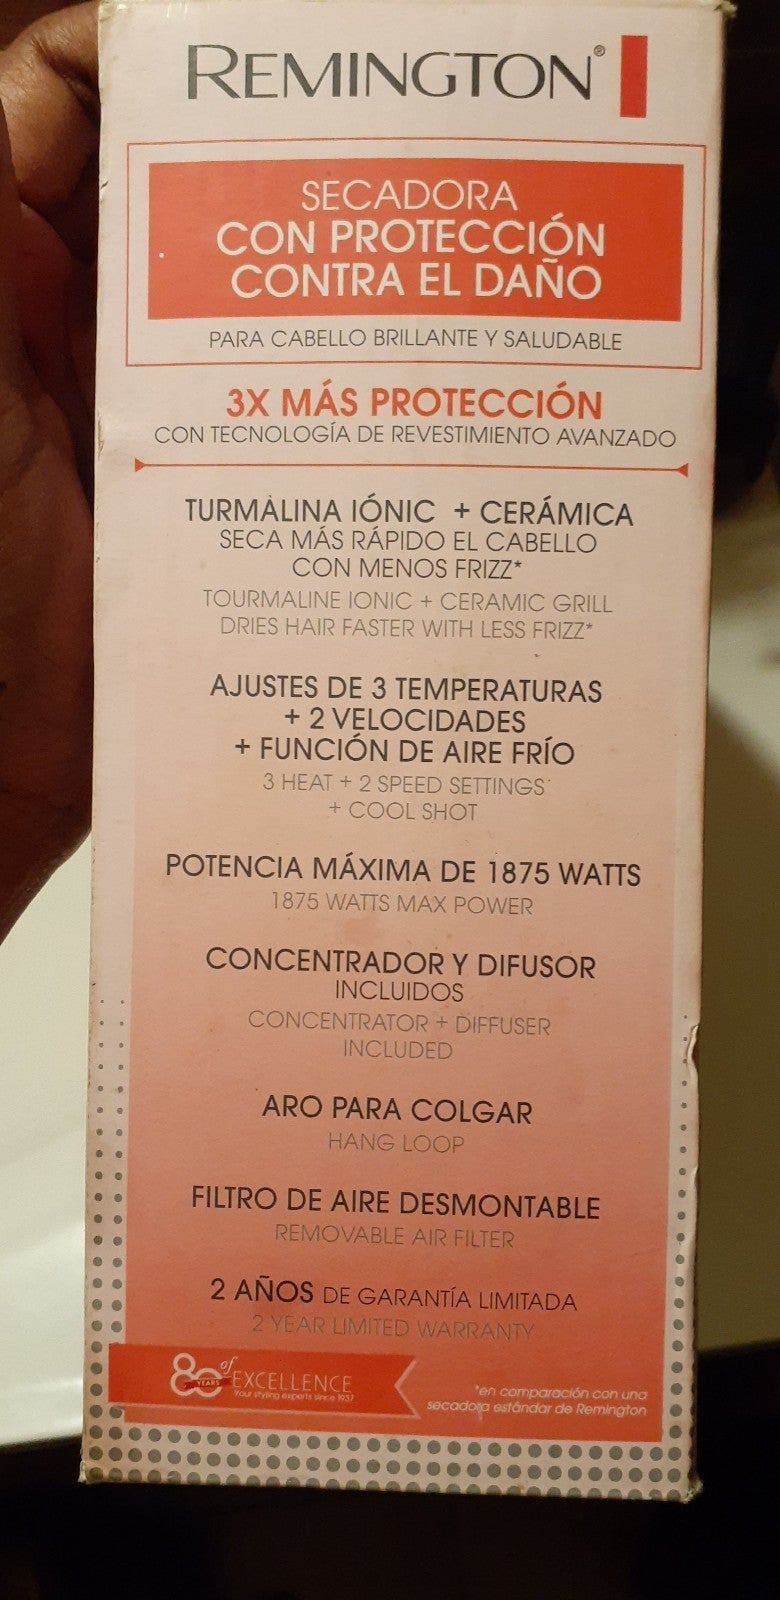 REMINGTON®
SECADORA
CON PROTECCIÓN
CONTRA EL DAÑO
PARA CABELLO BRILLANTE Y SALUDABLE
3X MÁS PROTECCIÓN
CON TECNOLOGÍA DE REVESTIMIENTO AVANZADO
TURMALINA IÓNIC + CERÁMICA
SECA MÁS RÁPIDO EL CABELLO
CON MENOS FRIZZ*
TOURMALINE IONIC + CERAMIC GRILL
DRIES HAIR FASTER WITH LESS FRIZZ*
AJUSTES DE 3 TEMPERATURAS
+ 2 VELOCIDADES
+ FUNCIÓN DE AIRE FRÍO
3 HEAT + 2 SPEED SETTINGS
+ COOL SHOT
POTENCIA MÁXIMA DE 1875 WATTS
1875 WATTS MAX POWER
CONCENTRADOR Y DIFUSOR
INCLUIDOS
CONCENTRATOR + DIFFUSER
INCLUDED
ARO PARA COLGAR
HANG LOOP
FILTRO DE AIRE DESMONTABLE
REMOVABLE AIR FILTER
2 AÑOS DE GARANTÍA LIMITADA
2 YEAR LIMITED WARRANTY
80 YEARS of EXCELLENCE
Your styling experts since 1937
*en comparación con una
secadora estándar de Remington